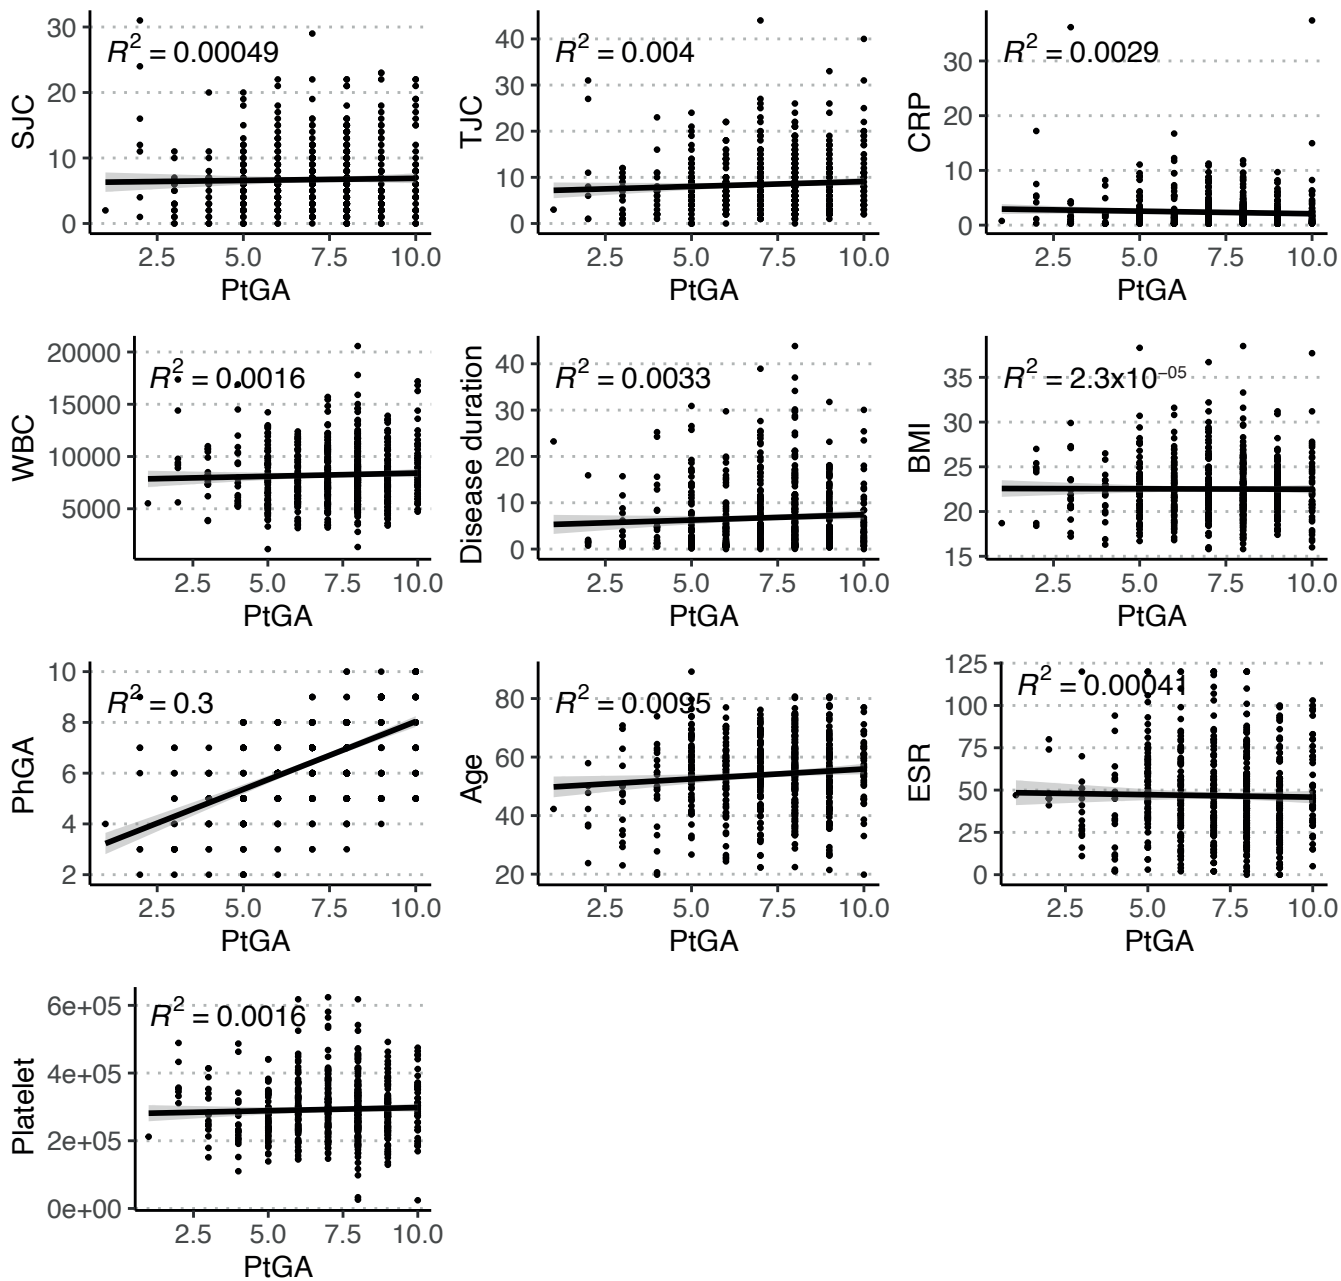 SJC
30
20
10
0
R² = 0.00049
2.5 5.0 7.5 10.0
PtGA
TJC
40
30
20
10
0
R² = 0.004
2.5 5.0 7.5 10.0
PtGA
CRP
30
20
10
0
R² = 0.0029
2.5 5.0 7.5 10.0
PtGA
WBC
20000
15000
10000
5000
R² = 0.0016
2.5 5.0 7.5 10.0
PtGA
Disease duration
40
30
20
10
0
R² = 0.0033
2.5 5.0 7.5 10.0
PtGA
BMI
35
30
25
20
15
R² = 2.3x10⁻⁰⁵
2.5 5.0 7.5 10.0
PtGA
PhGA
10
8
6
4
2
R² = 0.3
2.5 5.0 7.5 10.0
PtGA
Age
80
60
40
20
R² = 0.0095
2.5 5.0 7.5 10.0
PtGA
ESR
125
100
75
50
25
0
R² = 0.00041
2.5 5.0 7.5 10.0
PtGA
Platelet
6e+05
4e+05
2e+05
0e+00
R² = 0.0016
2.5 5.0 7.5 10.0
PtGA